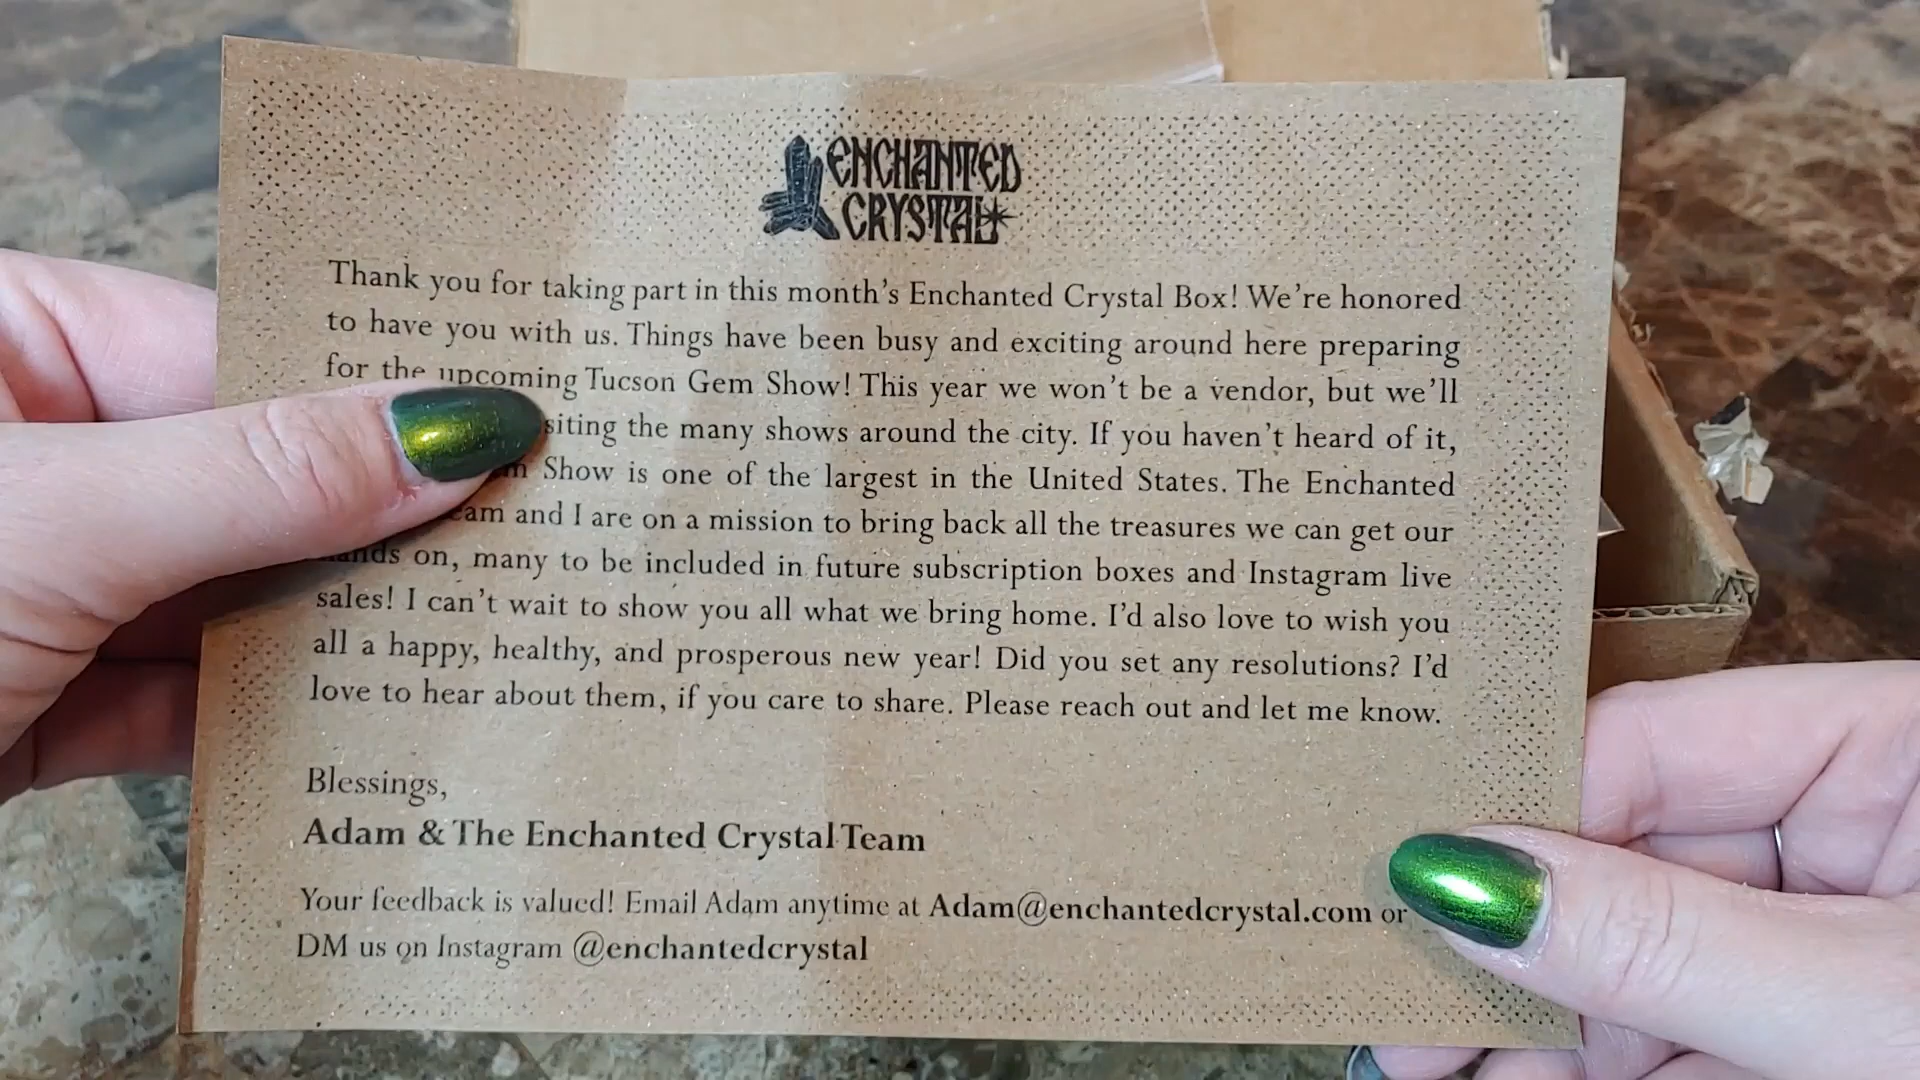 ENCHANTED
CRYSTAL
Thank you for taking part in this month's Enchanted Crystal Box! We're honored
to have you with us. Things have been busy and exciting around here preparing
for the upcoming Tucson Gem Show! This year we won't be a vendor, but we'll
the many shows around the city. If you haven't heard of it,
Show is one of the largest in the United States. The Enchanted
and I are on a mission to bring back all the treasures we can get our
hands on, many to be included in future subscription boxes and Instagram live
sales! I can't wait to show you all what we bring home. I'd also love to wish you
all a happy, healthy, and prosperous new year! Did you set any resolutions? I'd
love to hear about them, if you care to share. Please reach out and let me know.
Blessings,
Adam & The Enchanted Crystal Team
Your feedback is valued! Email Adam anytime at Adam@enchantedcrystal.com or
DM us on Instagram @enchantedcrystal